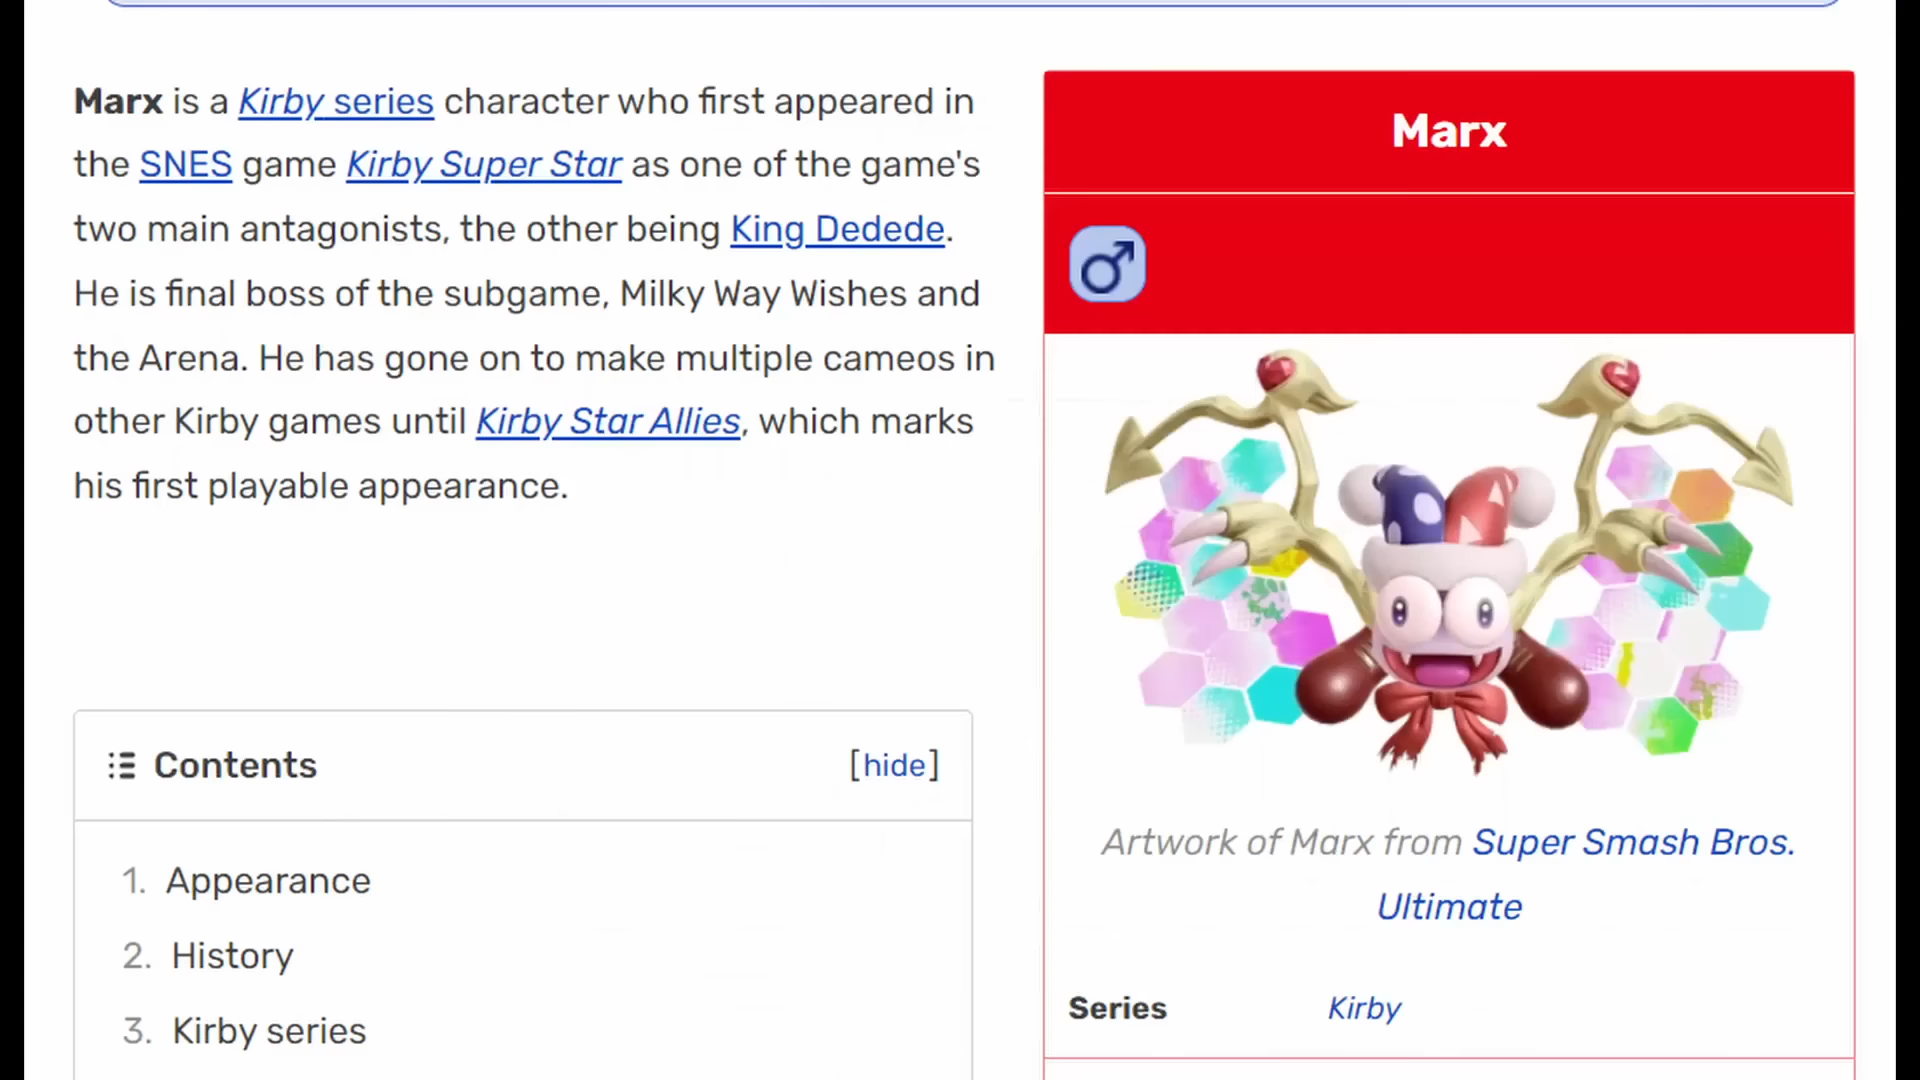 Marx is a Kirby series character who first appeared in
the SNES game Kirby Super Star as one of the game's
two main antagonists, the other being King Dedede.
He is final boss of the subgame, Milky Way Wishes and
the Arena. He has gone on to make multiple cameos in
other Kirby games until Kirby Star Allies, which marks
his first playable appearance.
Contents [hide]
1. Appearance
2. History
3. Kirby series
Marx
Artwork of Marx from Super Smash Bros.
Ultimate
Series Kirby